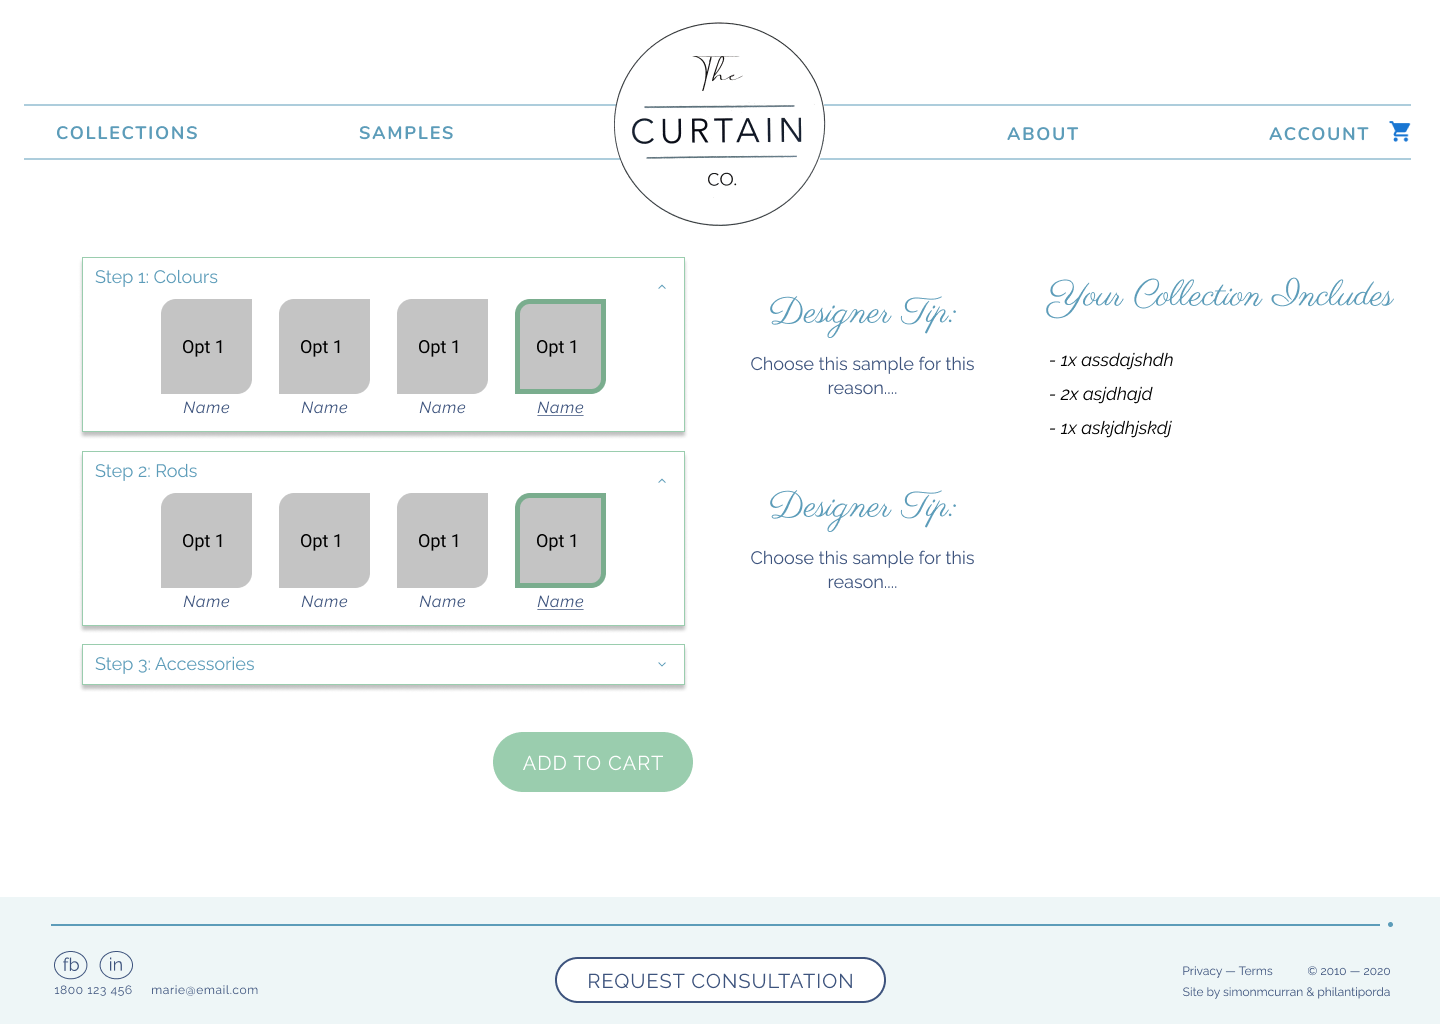 The
CURTAIN
CO.
COLLECTIONS
SAMPLES
ABOUT
ACCOUNT
Step 1: Colours
Opt 1 Opt 1 Opt 1 Opt 1
Name Name Name Name
Designer Tip:
Choose this sample for this
reason....
Your Collection Includes
- 1x assdajshdh
- 2x asjdhajd
- 1x askjdhjskdj
Step 2: Rods
Opt 1 Opt 1 Opt 1 Opt 1
Name Name Name Name
Designer Tip:
Choose this sample for this
reason....
Step 3: Accessories
ADD TO CART
fb in
1800 123 456 marie@email.com
REQUEST CONSULTATION
Privacy — Terms © 2010 — 2020
Site by simonmcurran & philantiporda